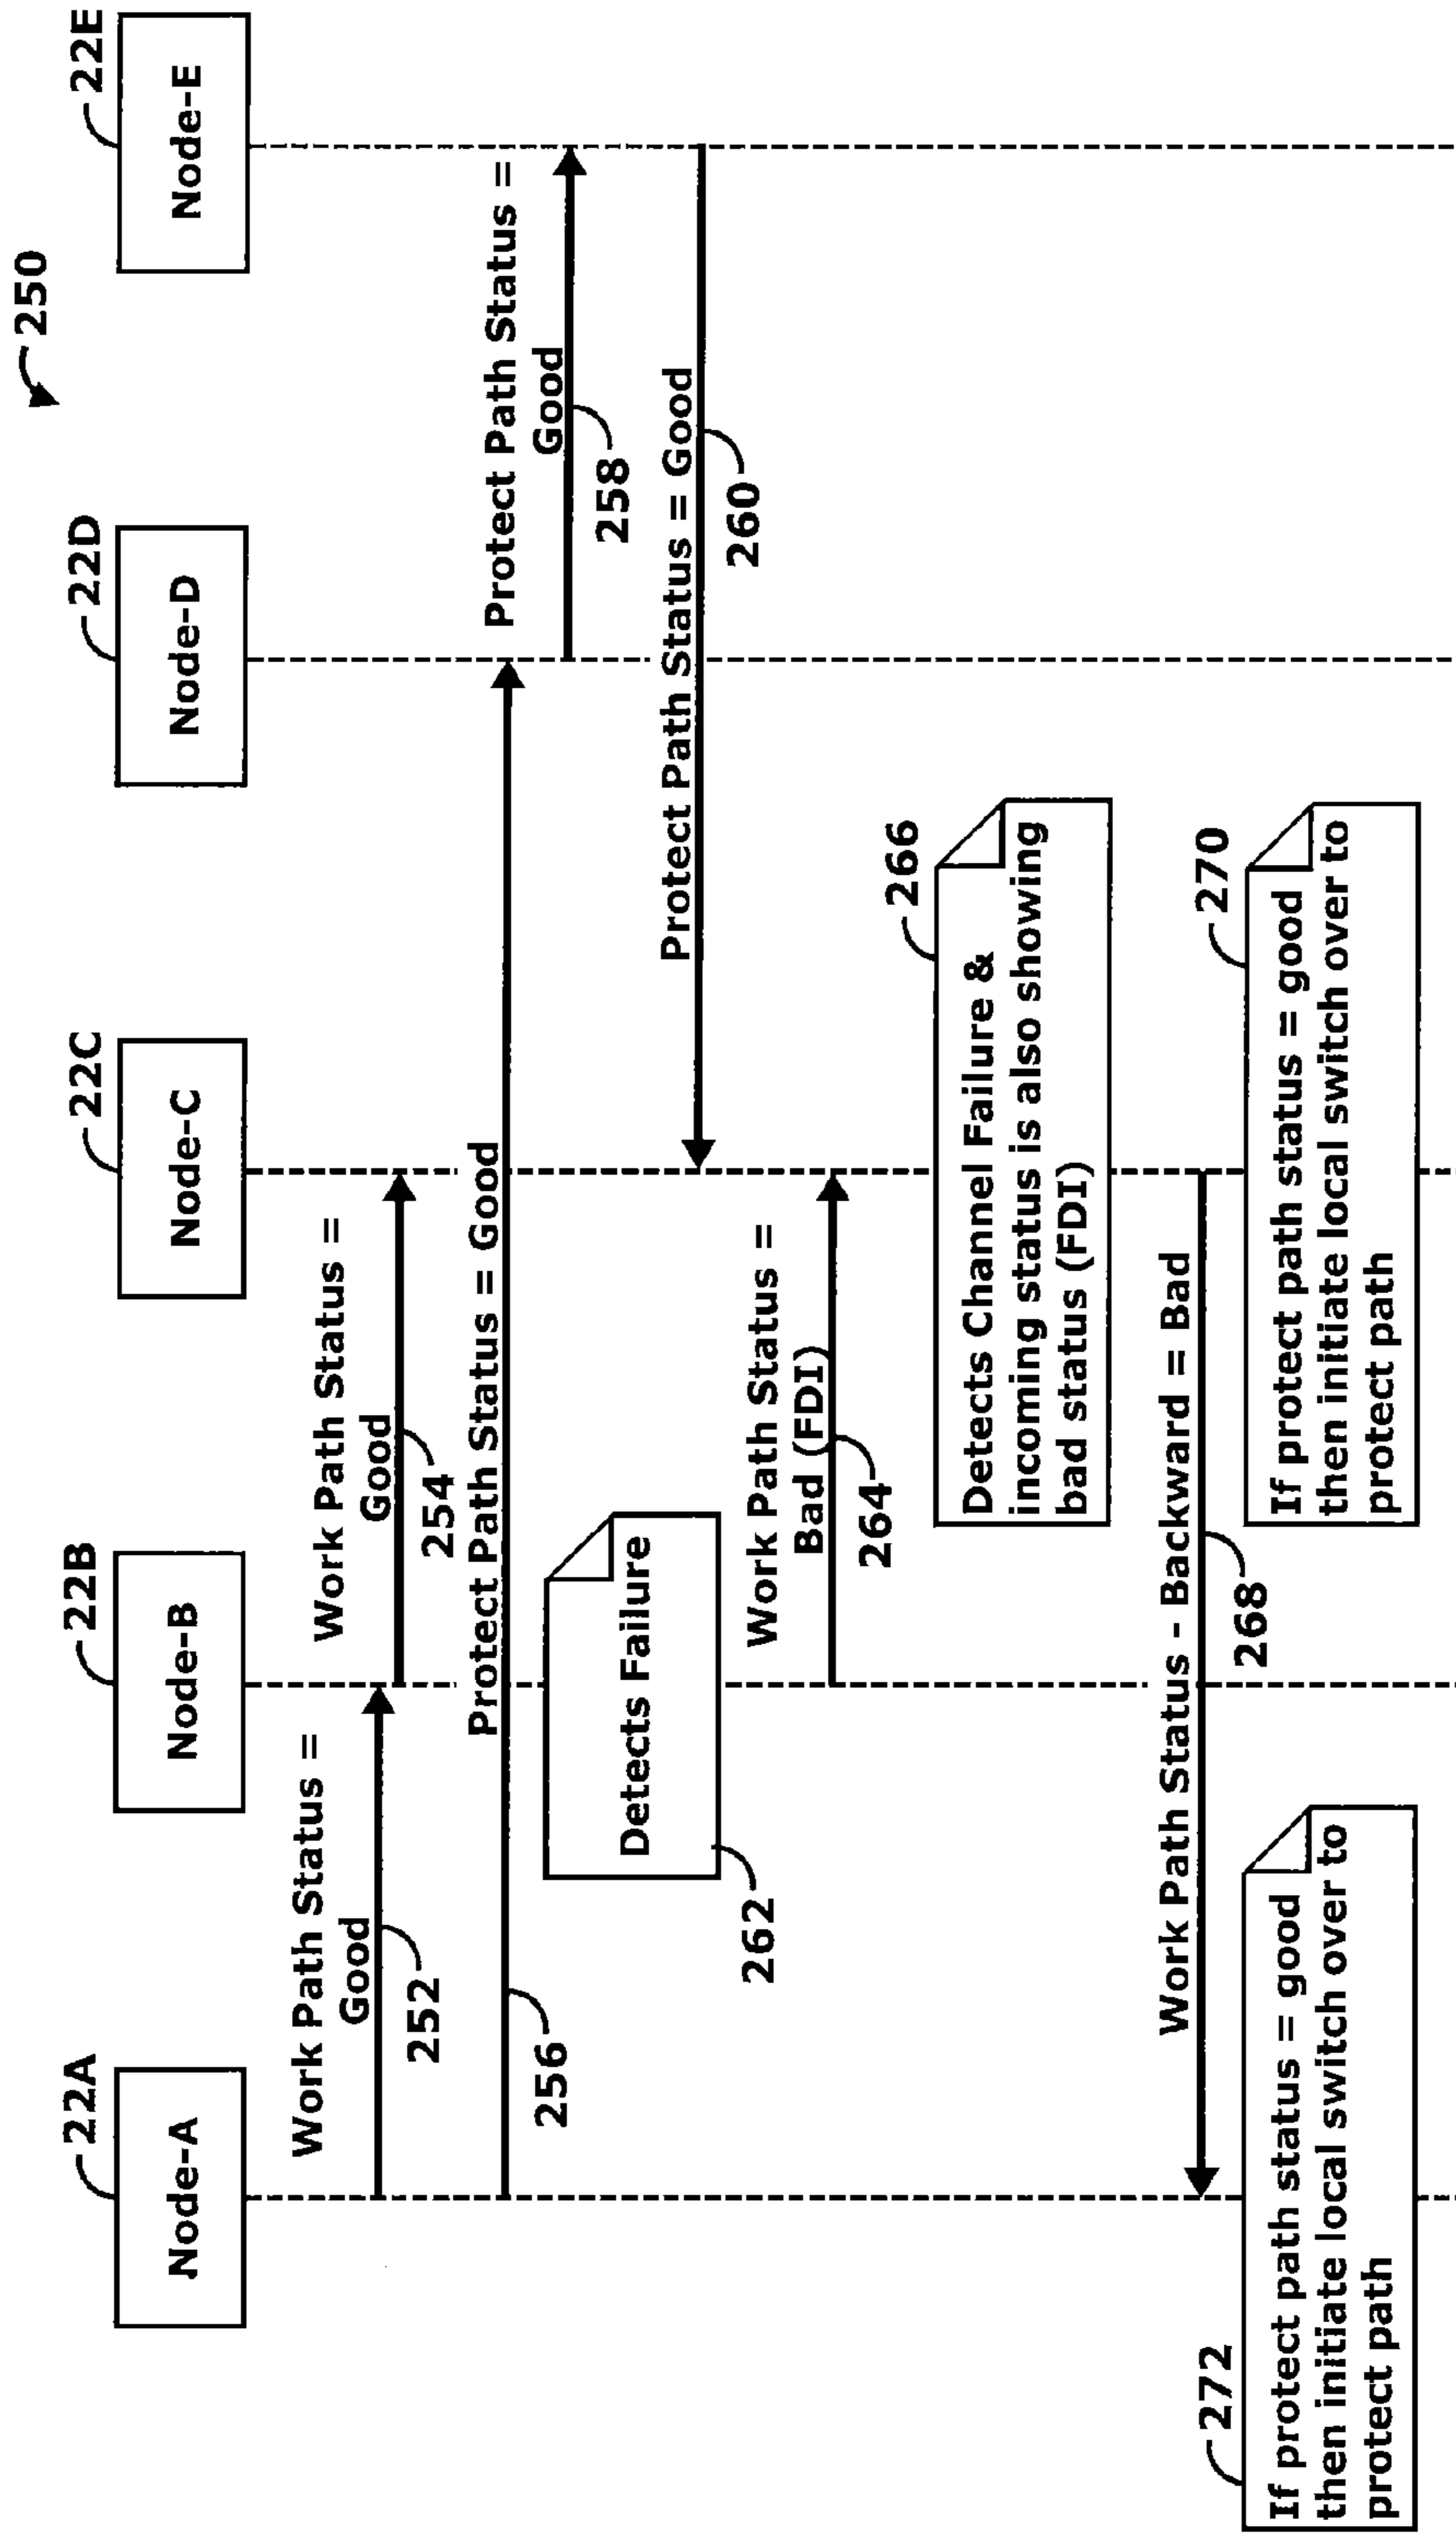 250
22A
22B
22C
22D
22E
Node-A
Node-B
Node-C
Node-D
Node-E
Work Path Status =
Good
252
Work Path Status =
Good
254
Protect Path Status = Good
256
Protect Path Status =
Good
258
Protect Path Status = Good
260
Detects Failure
262
Work Path Status =
Bad (FDI)
264
266
Detects Channel Failure &
incoming status is also showing
bad status (FDI)
Work Path Status - Backward = Bad
268
270
If protect path status = good
then initiate local switch over to
protect path
272
If protect path status = good
then initiate local switch over to
protect path